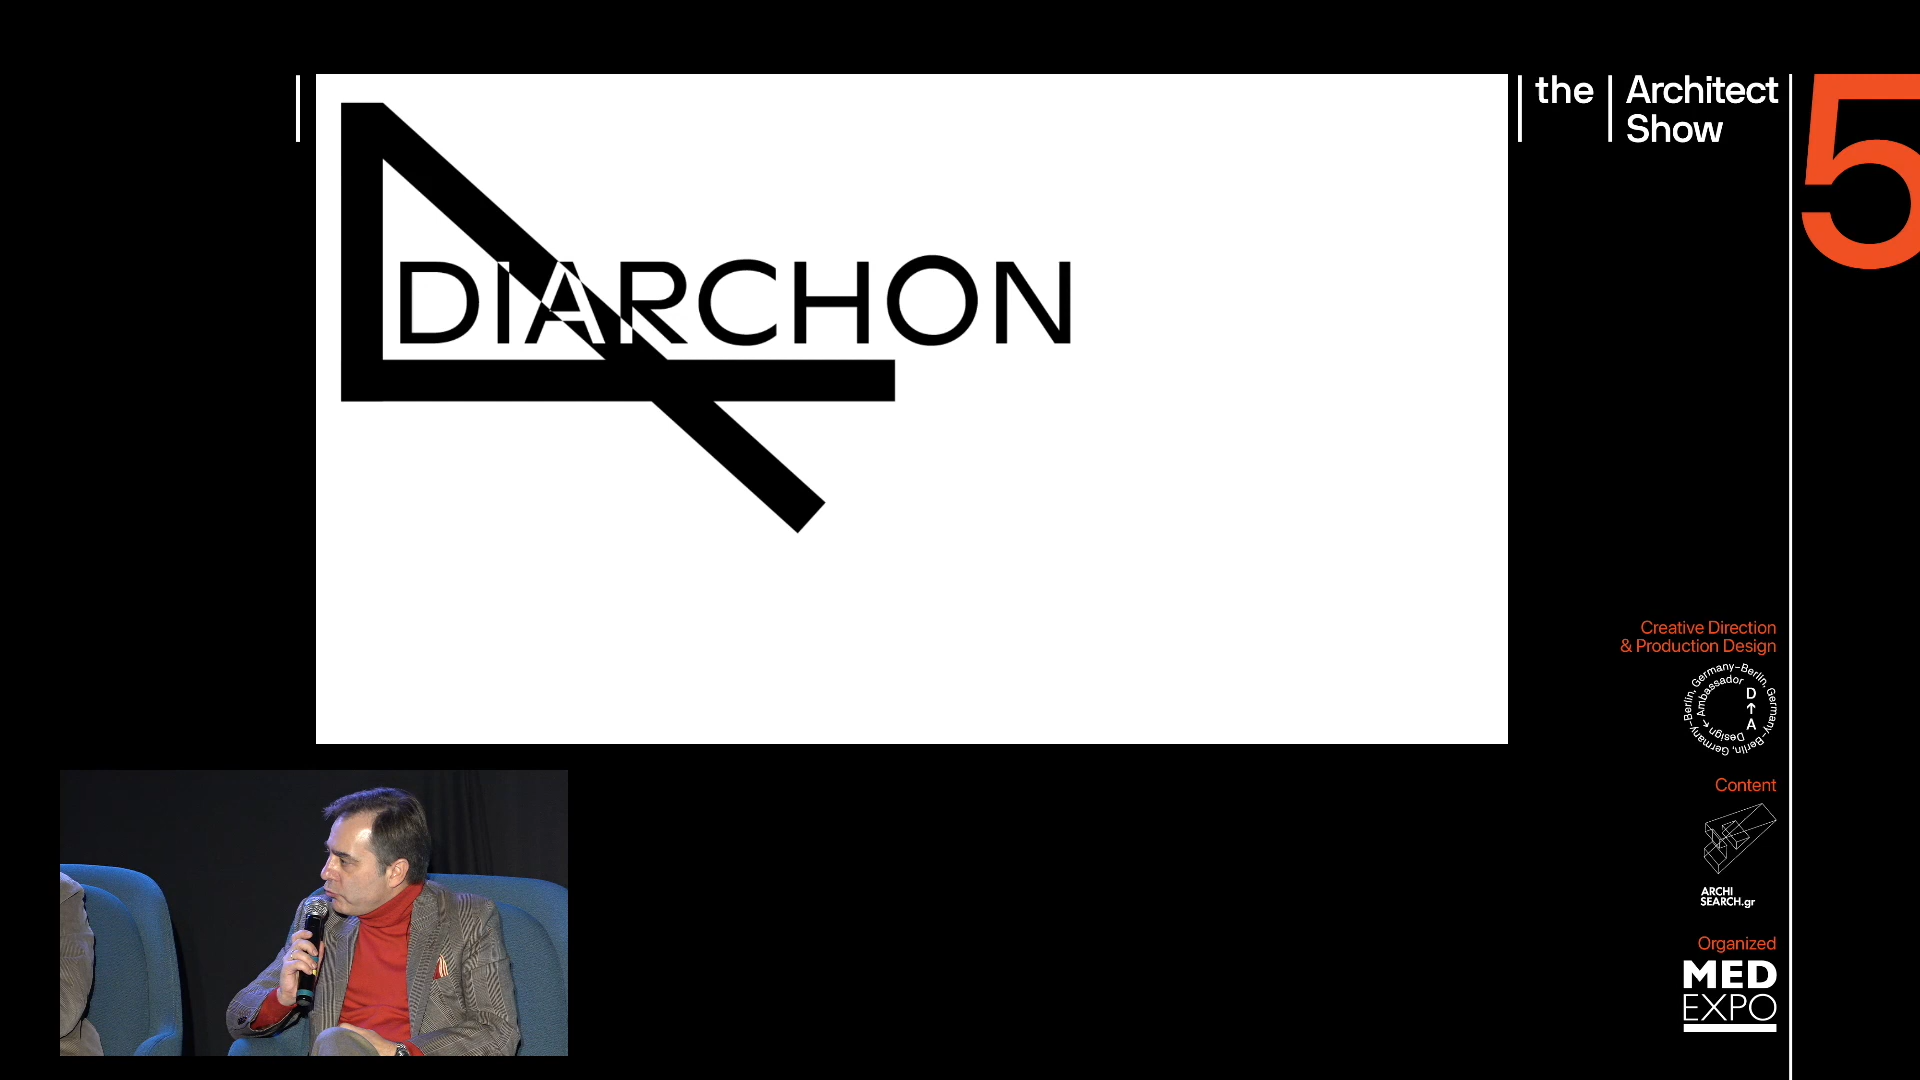 DIARCHON
the
Architect
Show
5
Creative Direction
& Production Design
Berlin, Germany–Berlin, Germany–Berlin, Germany–
Design ↗ Ambassador
D
↑
A
Content
ARCHI
SEARCH.gr
Organized
MED
EXPO